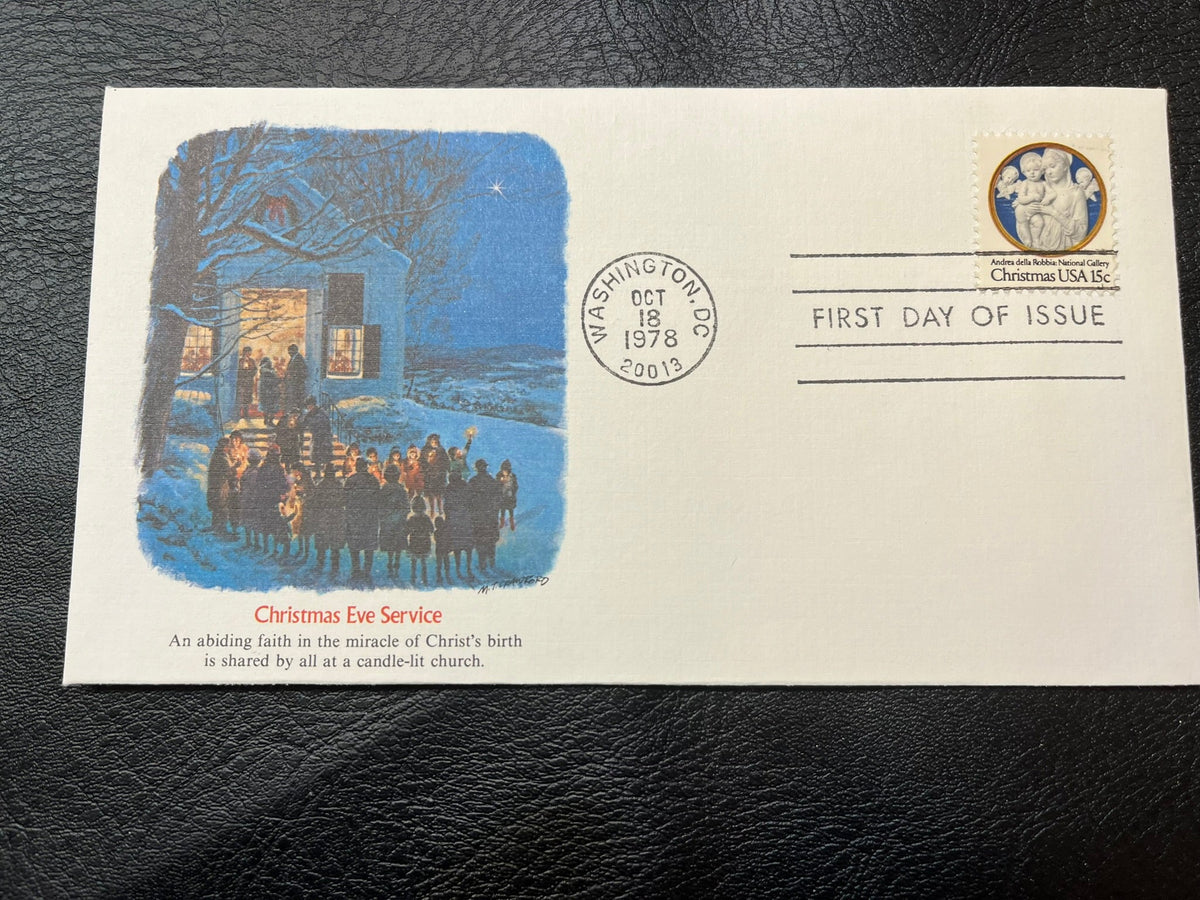 Andrea della Robbia: National Gallery
Christmas USA 15c
WASHINGTON, DC
OCT
18
1978
20013
FIRST DAY OF ISSUE
Christmas Eve Service
An abiding faith in the miracle of Christ's birth
is shared by all at a candle-lit church.